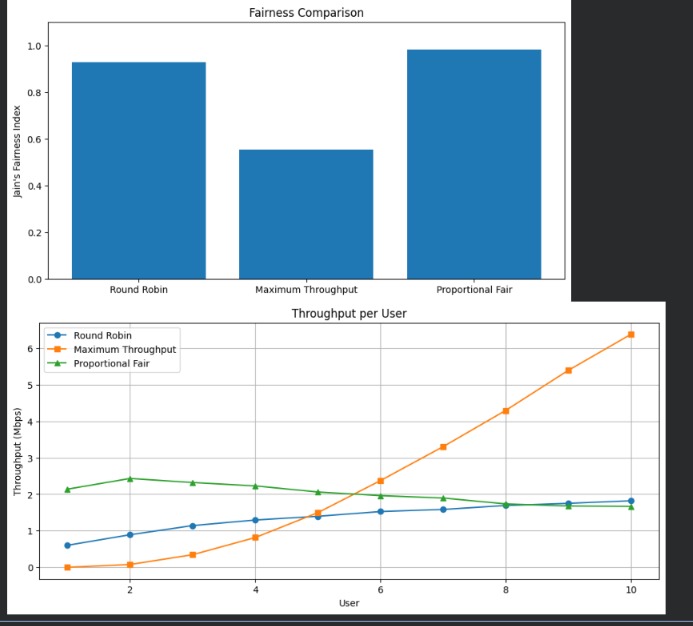 Fairness Comparison
1.0
0.8
0.6
0.4
0.2
0.0
Jain's Fairness Index
Round Robin
Maximum Throughput
Proportional Fair
Throughput per User
Round Robin
Maximum Throughput
Proportional Fair
6
5
4
3
2
1
0
Throughput (Mbps)
2
4
6
8
10
User